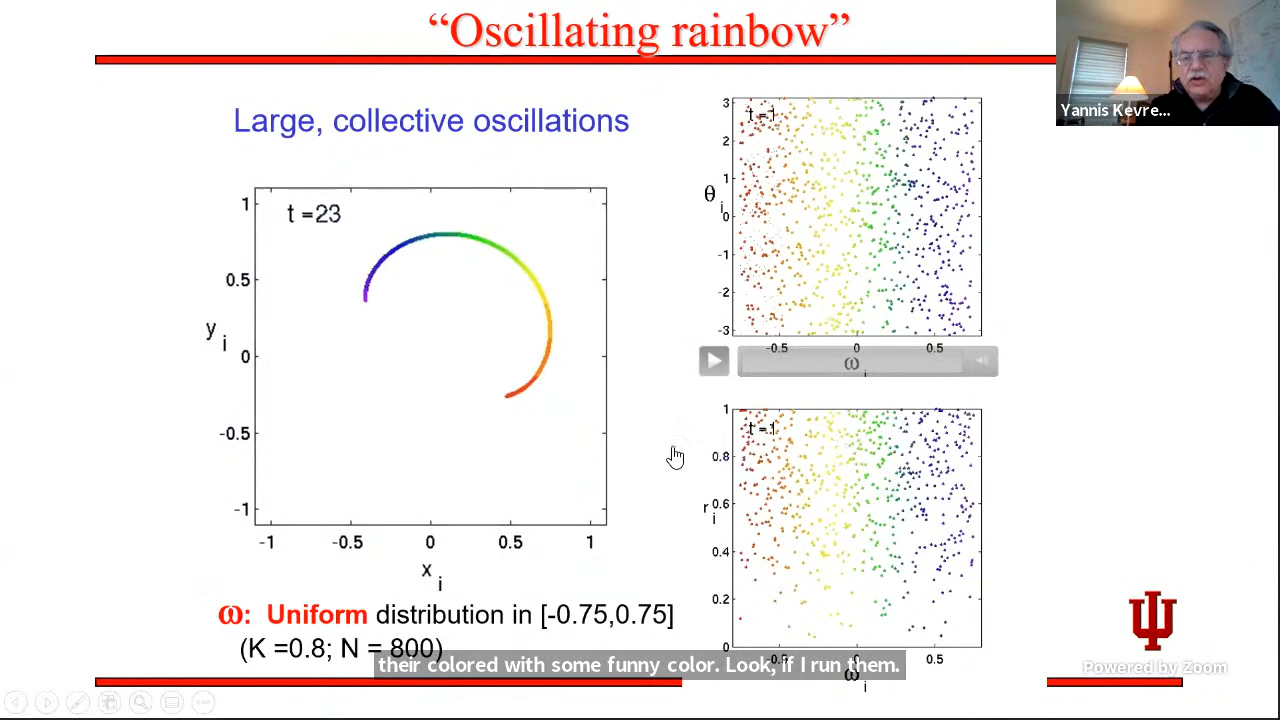 “Oscillating rainbow”
Yannis Kevre...
Large, collective oscillations
t =23
1
0.5
0
-0.5
-1
y i
-1 -0.5 0 0.5 1
x i
t =1
3
2
1
0
-1
-2
-3
θ i
-0.5 0 0.5
ω i
t =1
1
0.8
0.6
0.4
0.2
0
r i
0.5
ω i
ω: Uniform distribution in [-0.75,0.75]
(K =0.8; N = 800)
their colored with some funny color. Look, if I run them.
Powered by Zoom